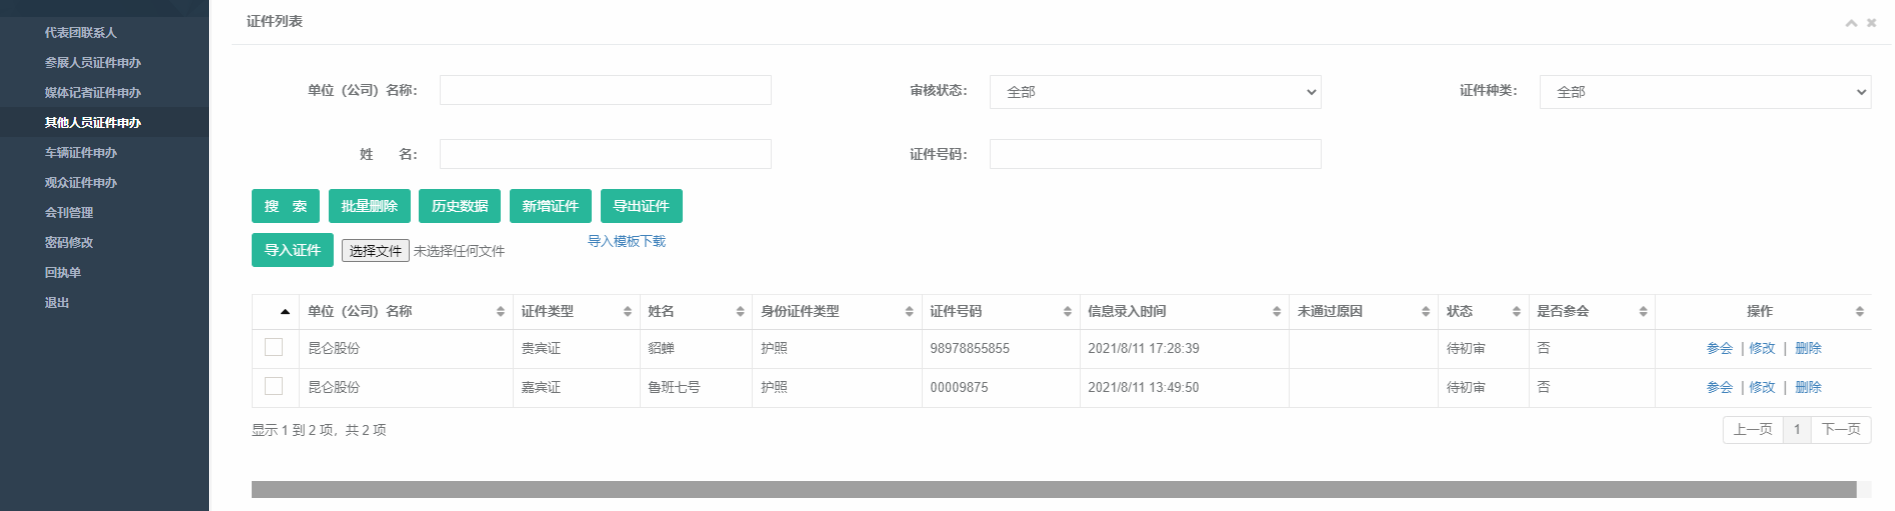 代表团联系人
参展人员证件申办
媒体记者证件申办
其他人员证件申办
车辆证件申办
观众证件申办
会刊管理
密码修改
回执单
退出
证件列表
单位（公司）名称： 审核状态： 全部 证件种类： 全部
姓 名： 证件号码：
搜 索 批量删除 历史数据 新增证件 导出证件
导入证件 选择文件 未选择任何文件 导入模板下载
单位（公司）名称 证件类型 姓名 身份证件类型 证件号码 信息录入时间 未通过原因 状态 是否参会 操作
昆仑股份 贵宾证 貂蝉 护照 98978855855 2021/8/11 17:28:39 待初审 否 参会 | 修改 | 删除
昆仑股份 嘉宾证 鲁班七号 护照 00009875 2021/8/11 13:49:50 待初审 否 参会 | 修改 | 删除
显示 1 到 2 项，共 2 项 上一页 1 下一页